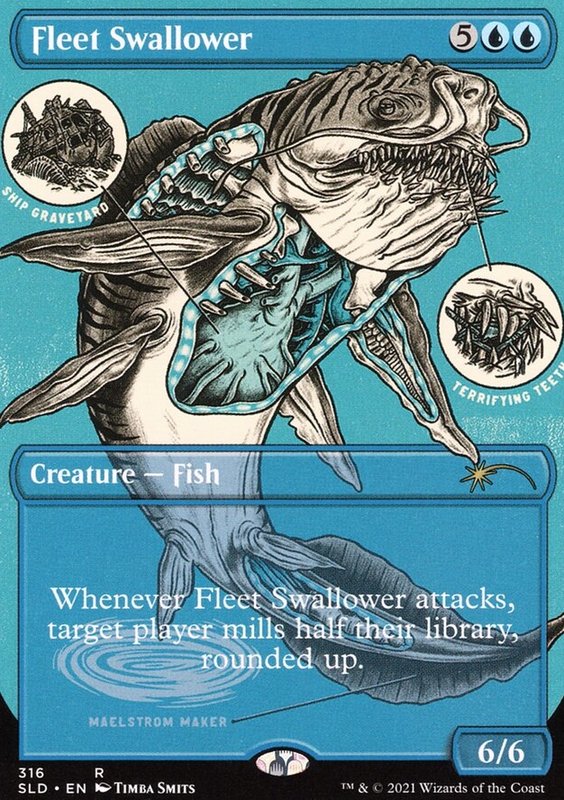 Fleet Swallower
5
SHIP GRAVEYARD
TERRIFYING TEETH
Creature — Fish
Whenever Fleet Swallower attacks,
target player mills half their library,
rounded up.
MAELSTROM MAKER
6/6
316 R
SLD • EN Timba Smits
™ & © 2021 Wizards of the Coast